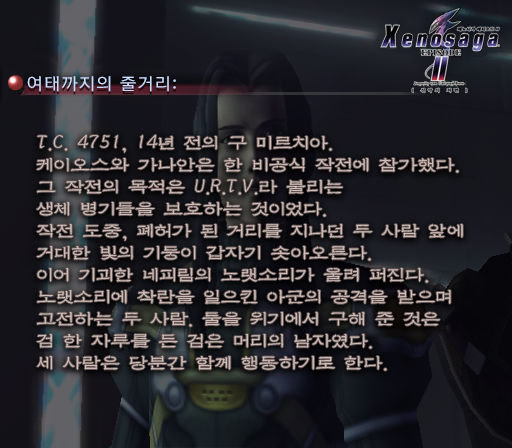 Xenosaga
EPISODE
II
[ 선악의 피안 ]
여태까지의 줄거리:
T.C. 4751, 14년 전의 구 미르치아.
케이오스와 가나안은 한 비공식 작전에 참가했다.
그 작전의 목적은 U.R.T.V.라 불리는
생체 병기들을 보호하는 것이었다.
작전 도중, 폐허가 된 거리를 지나던 두 사람 앞에
거대한 빛의 기둥이 갑자기 솟아오른다.
이어 기괴한 네피림의 노랫소리가 울려 퍼진다.
노랫소리에 착란을 일으킨 아군의 공격을 받으며
고전하는 두 사람. 둘을 위기에서 구해 준 것은
검 한 자루를 든 검은 머리의 남자였다.
세 사람은 당분간 함께 행동하기로 한다.